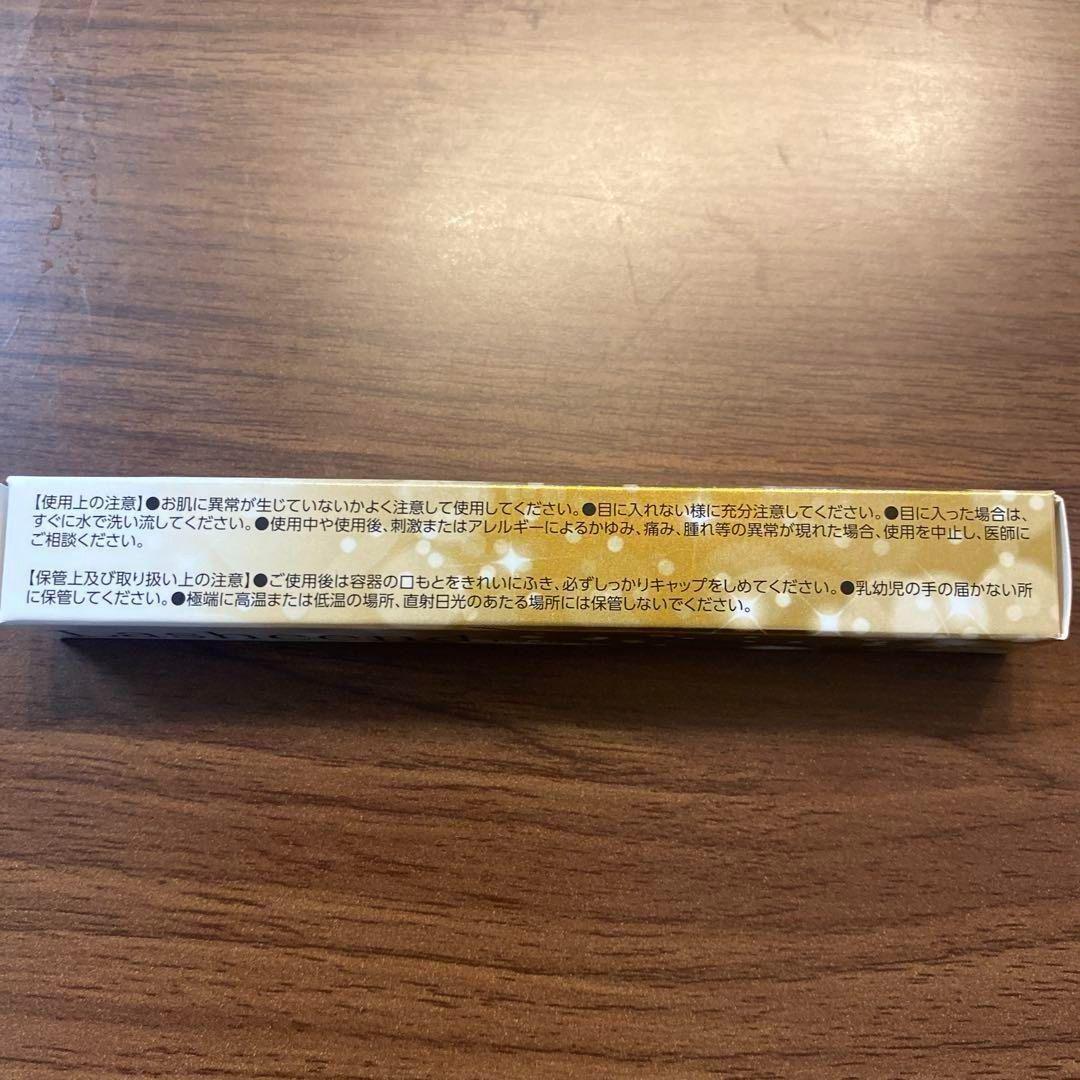 【使用上の注意】●お肌に異常が生じていないかよく注意して使用してください。●目に入れない様に充分注意してください。●目に入った場合は、
すぐに水で洗い流してください。●使用中や使用後、刺激またはアレルギーによるかゆみ、痛み、腫れ等の異常が現れた場合、使用を中止し、医師に
ご相談ください。
【保管上及び取り扱い上の注意】●ご使用後は容器の口もとをきれいにふき、必ずしっかりキャップをしめてください。●乳幼児の手の届かない所
に保管してください。●極端に高温または低温の場所、直射日光のあたる場所には保管しないでください。